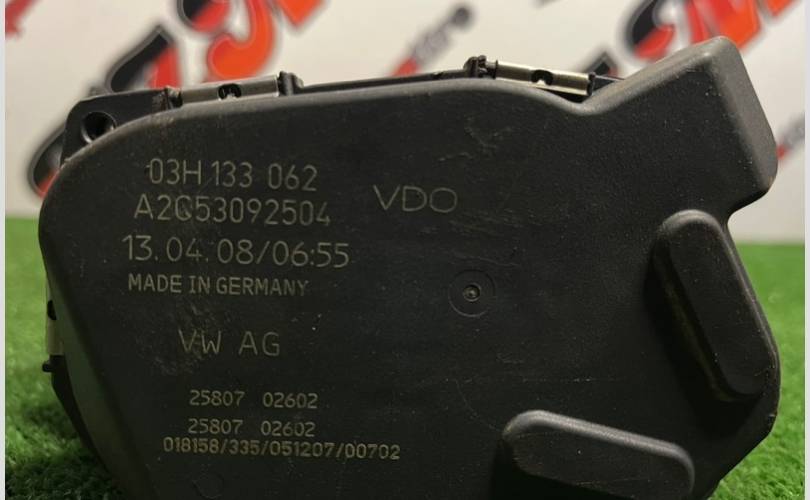 03H 133 062
A2C53092504
VDO
13.04.08/06:55
MADE IN GERMANY
VW AG
25807 02602
25807 02602
018158/335/051207/00702